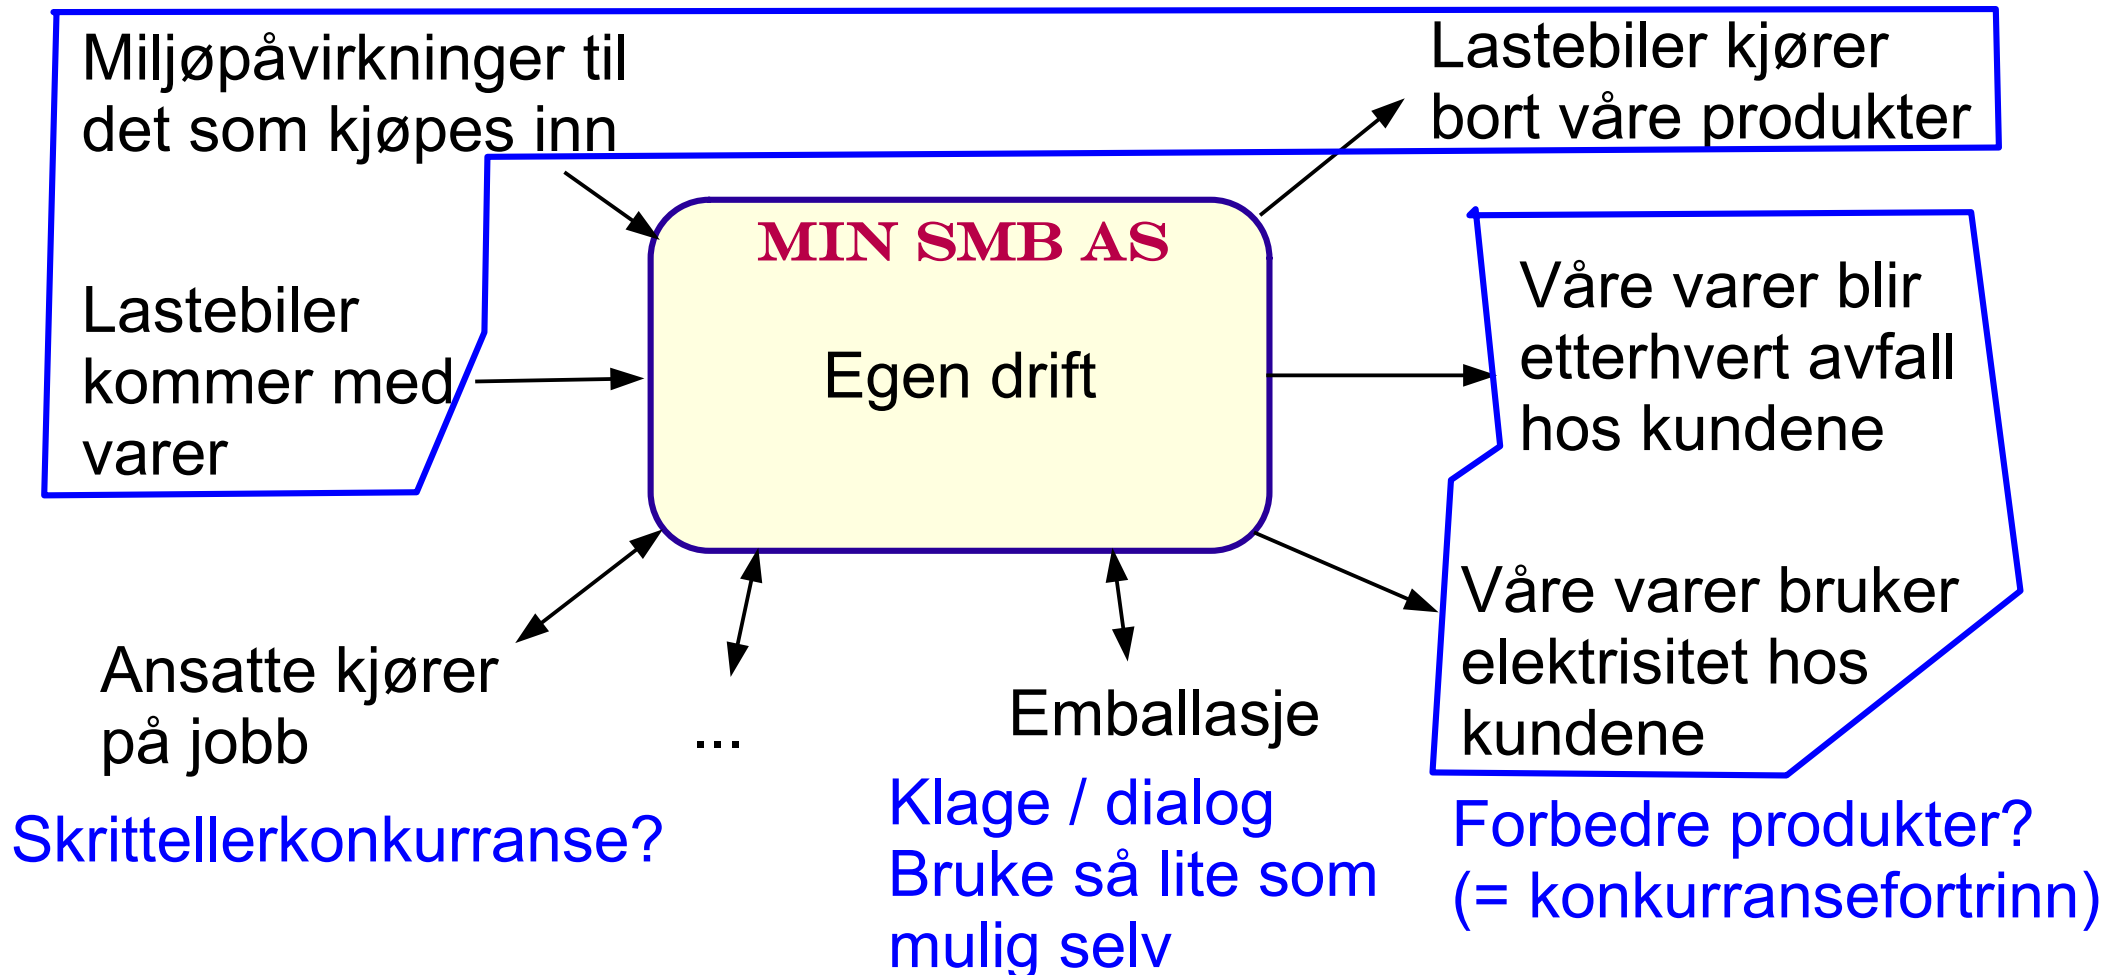 Miljøpåvirkninger til
det som kjøpes inn
Lastebiler kjører
bort våre produkter
MIN SMB AS
Egen drift
Lastebiler
kommer med
varer
Våre varer blir
etterhvert avfall
hos kundene
Våre varer bruker
elektrisitet hos
kundene
Ansatte kjører
på jobb
...
Emballasje
Skrittellerkonkurranse?
Klage / dialog
Bruke så lite som
mulig selv
Forbedre produkter?
(= konkurransefortrinn)